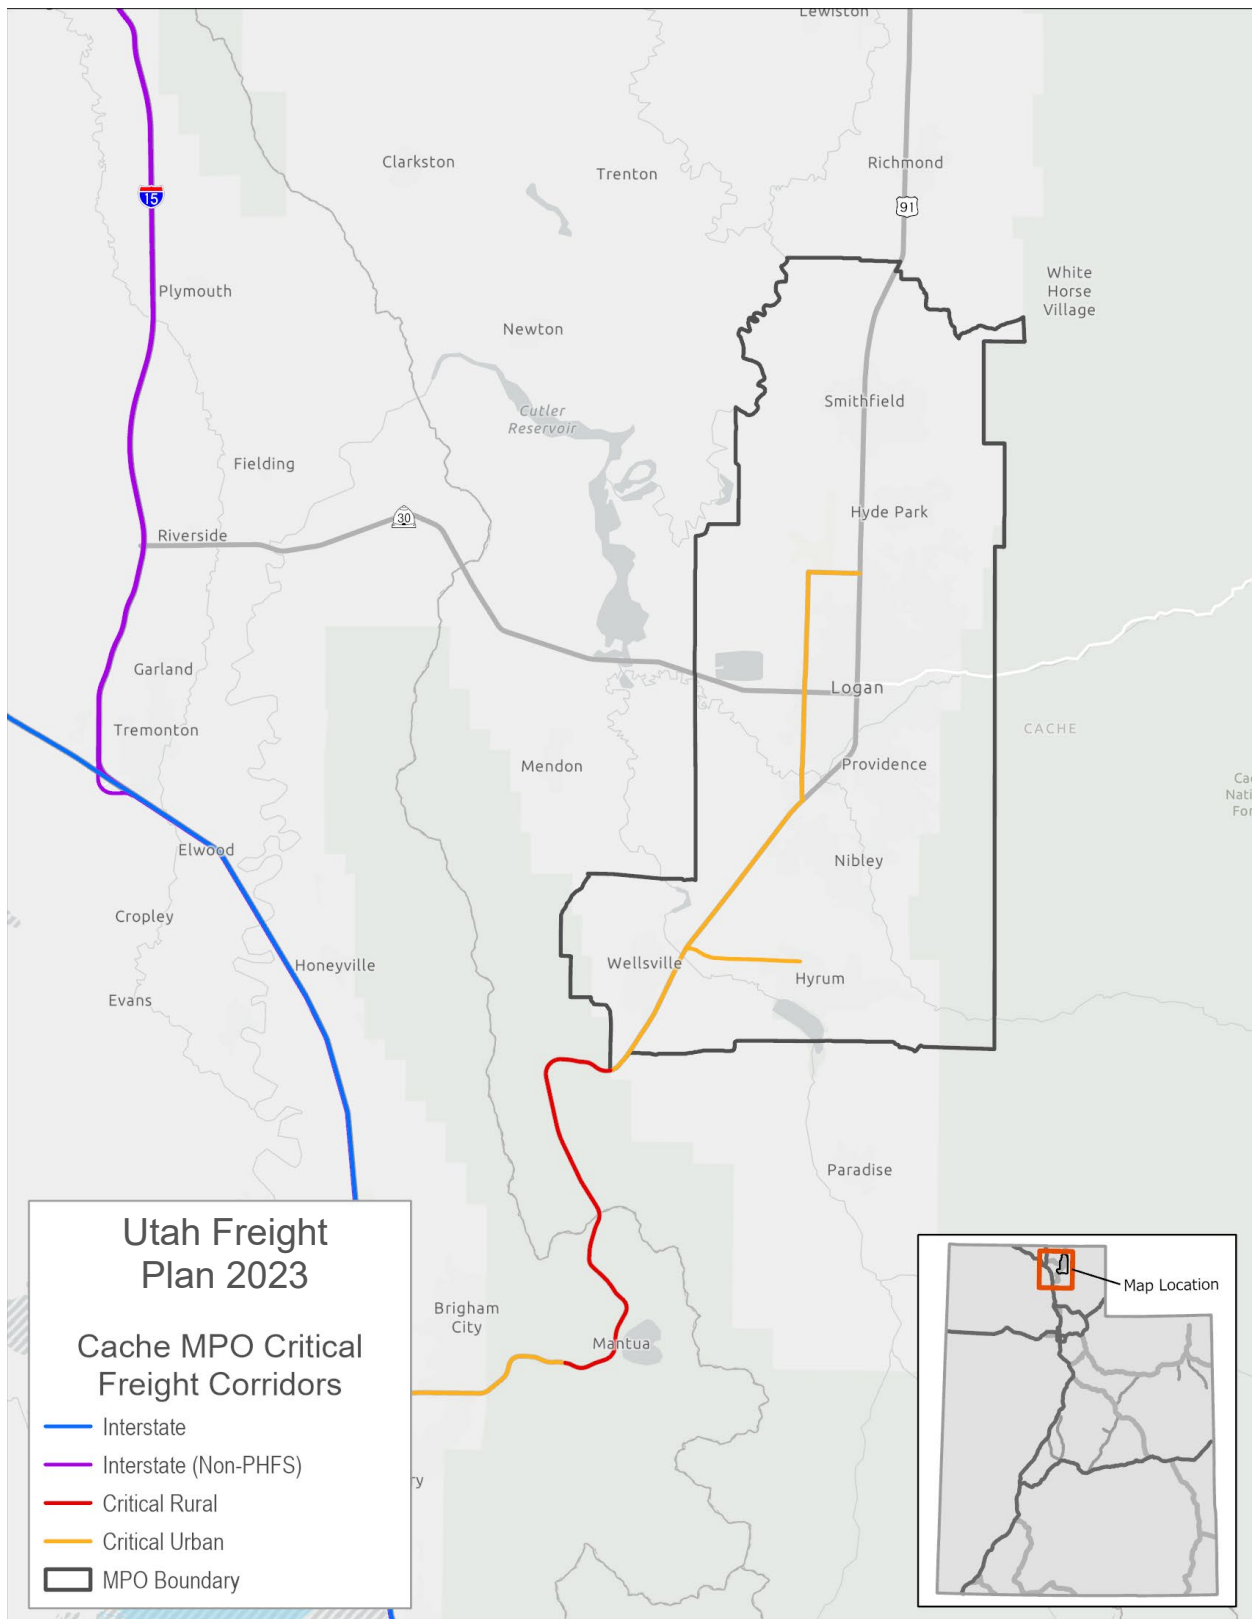 Lewiston
Clarkston
Trenton
Richmond
15
91
White
Horse
Village
Plymouth
Newton
Smithfield
Cutler
Reservoir
Fielding
Hyde Park
30
Riverside
Garland
Logan
Tremonton
CACHE
Mendon
Providence
Elwood
Nibley
Cropley
Honeyville
Wellsville
Hyrum
Evans
Paradise
Brigham
City
Mantua
Utah Freight
Plan 2023
Cache MPO Critical
Freight Corridors
Interstate
Interstate (Non-PHFS)
Critical Rural
Critical Urban
MPO Boundary
Map Location